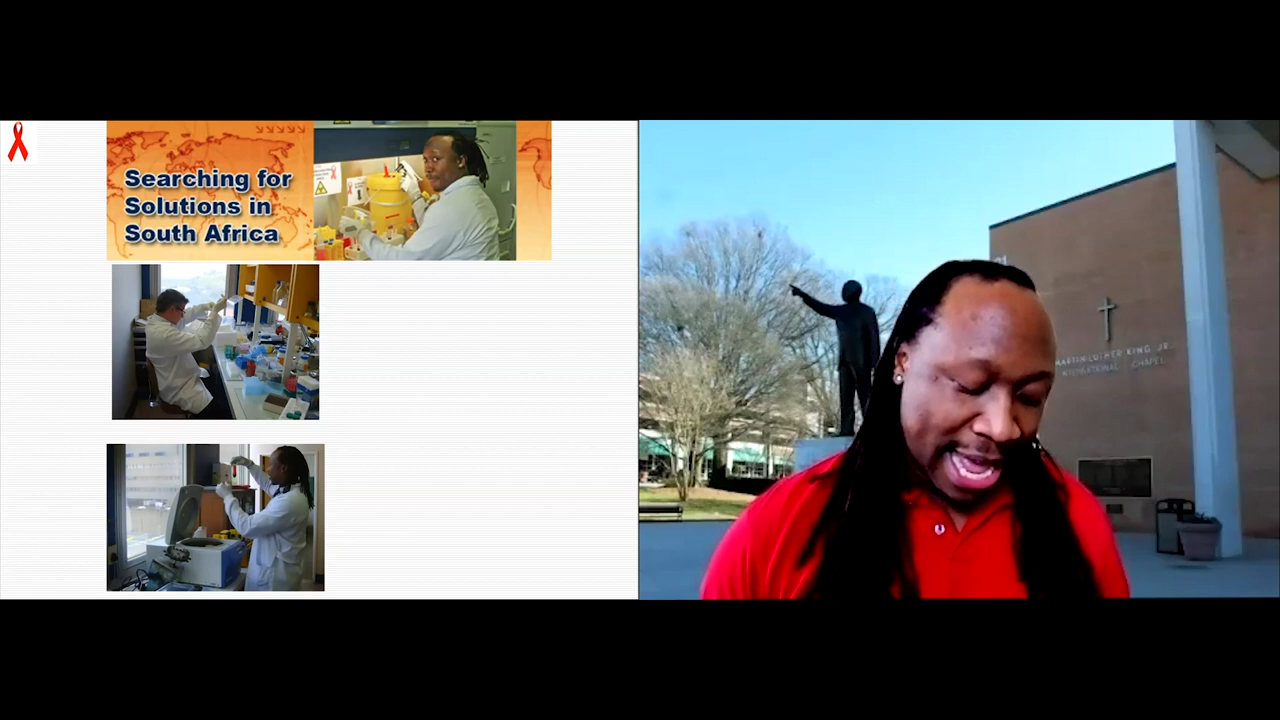 Searching for
Solutions in
South Africa
MARTIN LUTHER KING JR.
INTERNATIONAL CHAPEL